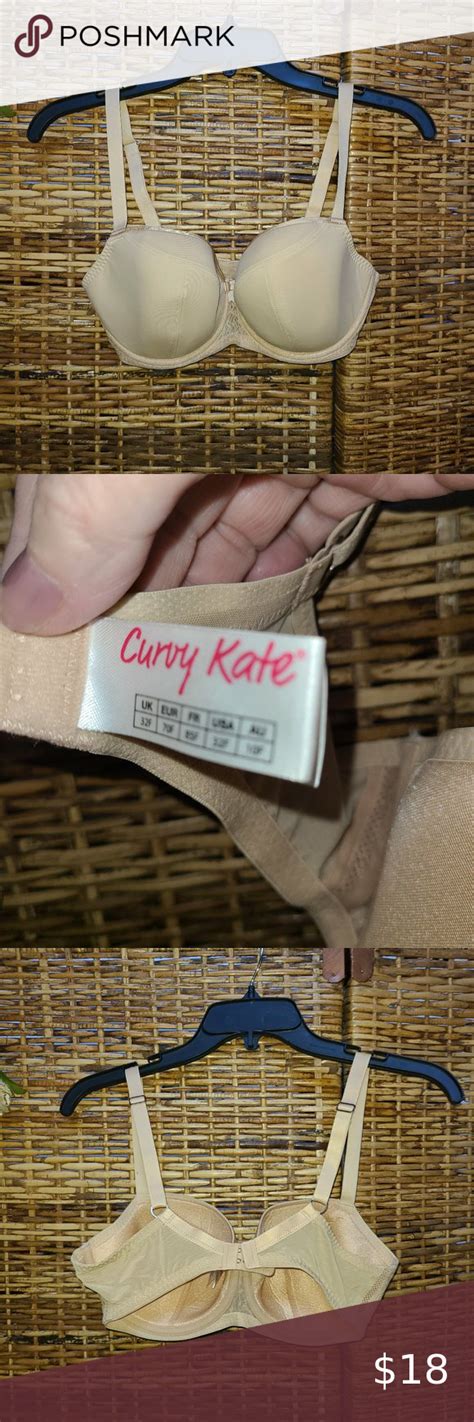 POSHMARK
Curvy Kate®
UK EUR FR USA AU
32F 70F 85F 32F 10F
$18